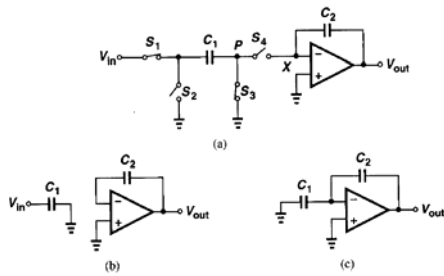 C₂
S₁ C₁ P S₄
Vin X − Vout
S₂ S₃ +
(a)
C₂ C₂
C₁ C₁
Vin − Vout − Vout
+ +
(b) (c)